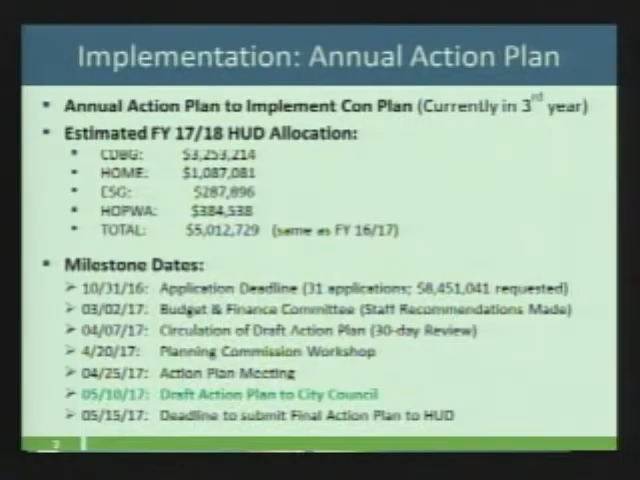 Implementation: Annual Action Plan
• Annual Action Plan to Implement Con Plan (Currently in 3rd year)
• Estimated FY 17/18 HUD Allocation:
• CDBG: $3,253,214
• HOME: $1,087,081
• ESG: $287,896
• HOPWA: $384,538
• TOTAL: $5,012,729 (same as FY 16/17)
• Milestone Dates:
➢ 10/31/16: Application Deadline (31 applications; $8,451,041 requested)
➢ 03/02/17: Budget & Finance Committee (Staff Recommendations Made)
➢ 04/07/17: Circulation of Draft Action Plan (30-day Review)
➢ 4/20/17: Planning Commission Workshop
➢ 04/25/17: Action Plan Meeting
➢ 05/10/17: Draft Action Plan to City Council
➢ 05/15/17: Deadline to submit Final Action Plan to HUD
2